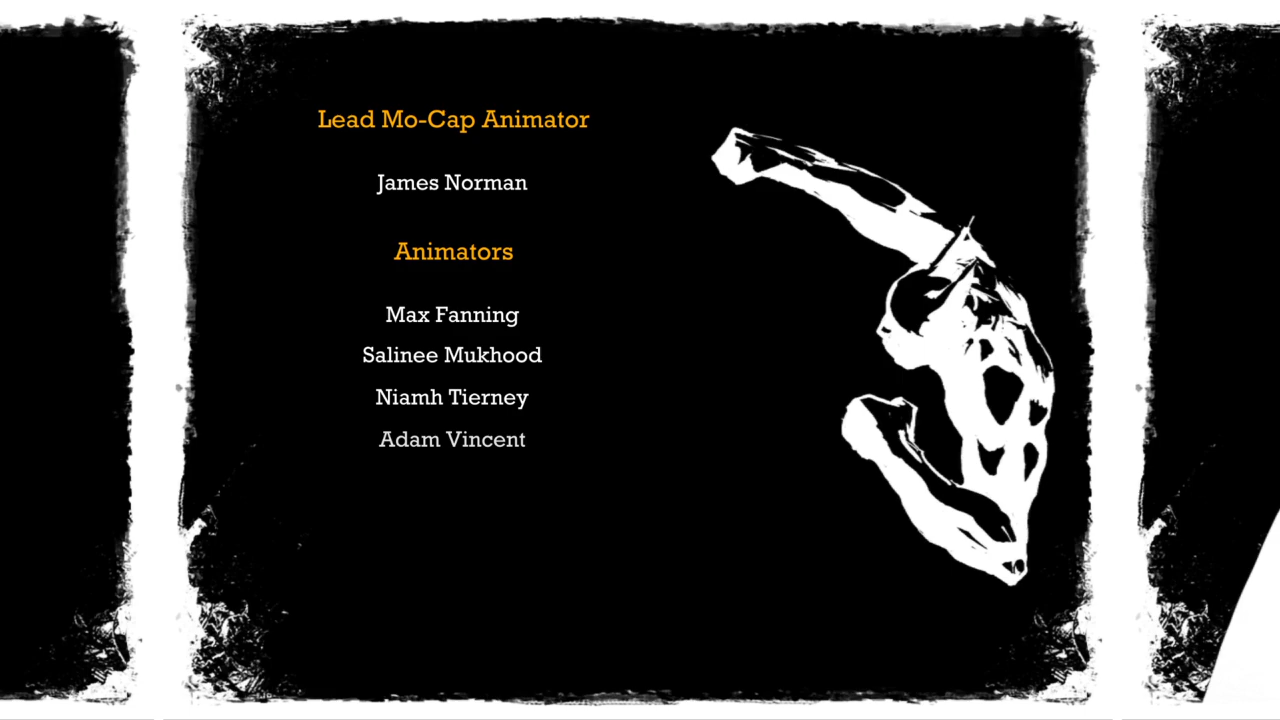 Lead Mo-Cap Animator
James Norman
Animators
Max Fanning
Salinee Mukhood
Niamh Tierney
Adam Vincent